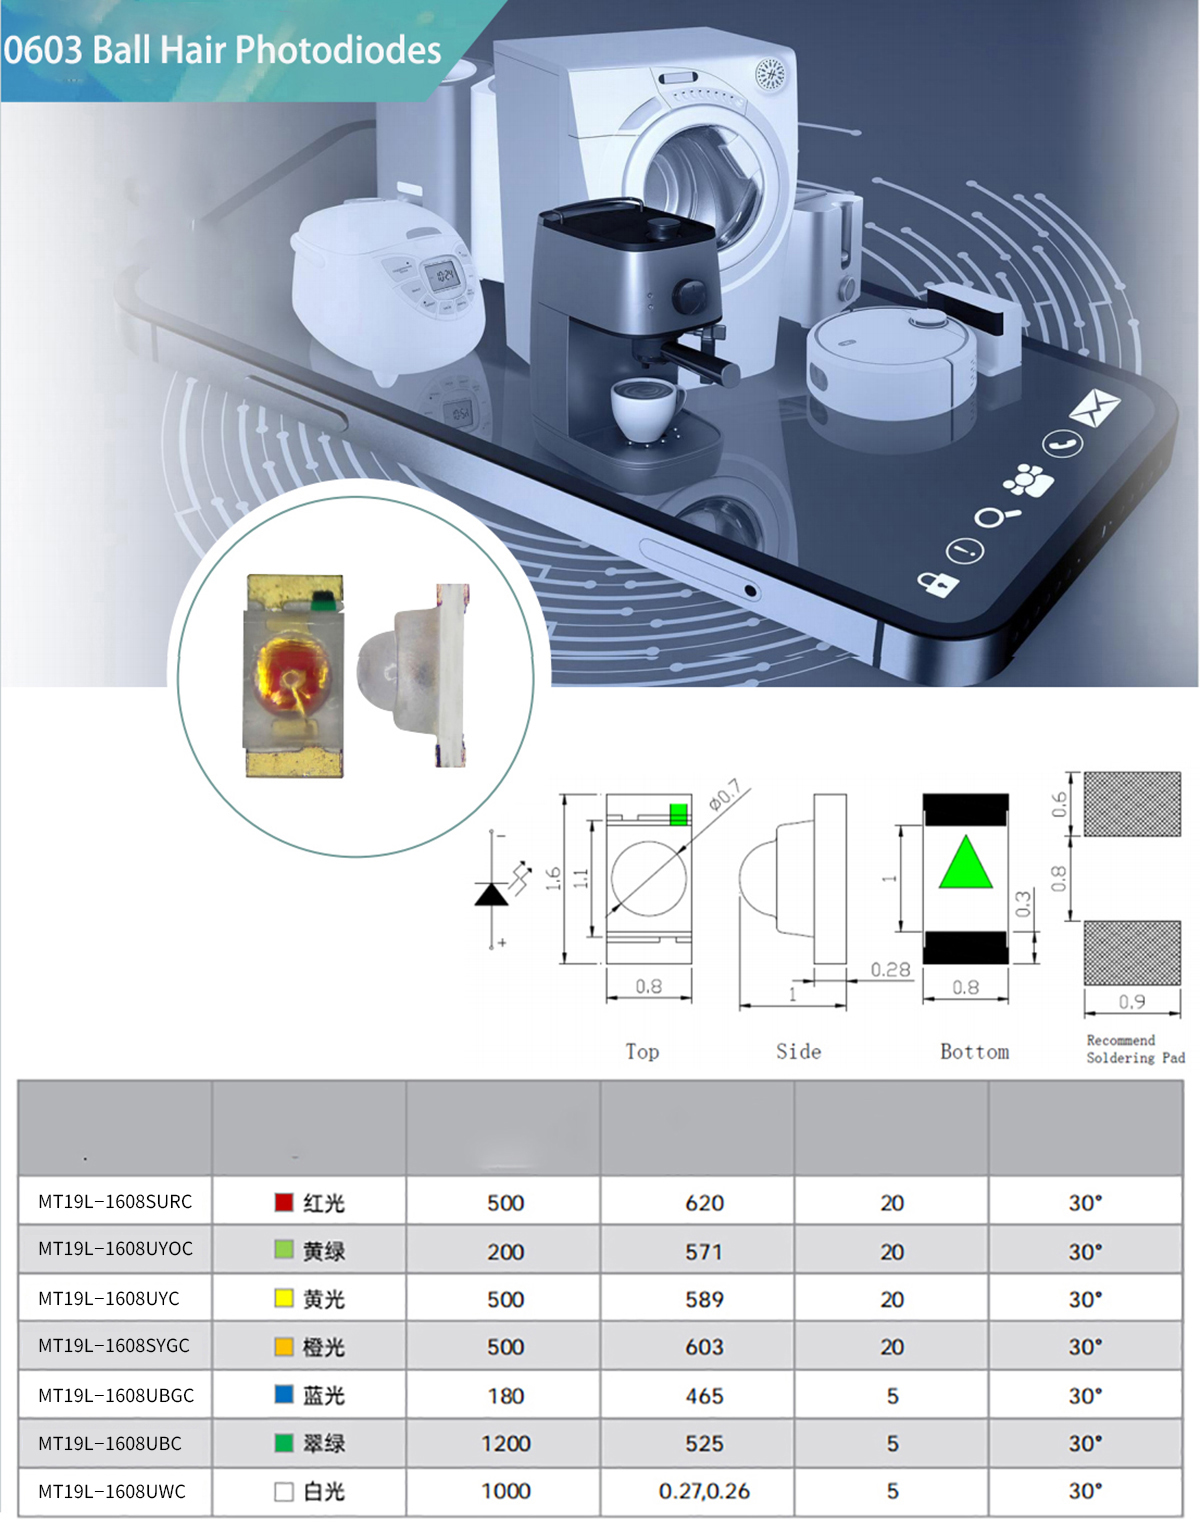 0603 Ball Hair Photodiodes
10:24
Ø0.7
1.6
1.1
0.8
0.28
1
1
0.3
0.8
0.6
0.8
0.9
−
+
Top
Side
Bottom
Recommend
Soldering Pad
MT19L-1608SURC 红光 500 620 20 30°
MT19L-1608UYOC 黄绿 200 571 20 30°
MT19L-1608UYC 黄光 500 589 20 30°
MT19L-1608SYGC 橙光 500 603 20 30°
MT19L-1608UBGC 蓝光 180 465 5 30°
MT19L-1608UBC 翠绿 1200 525 5 30°
MT19L-1608UWC 白光 1000 0.27,0.26 5 30°